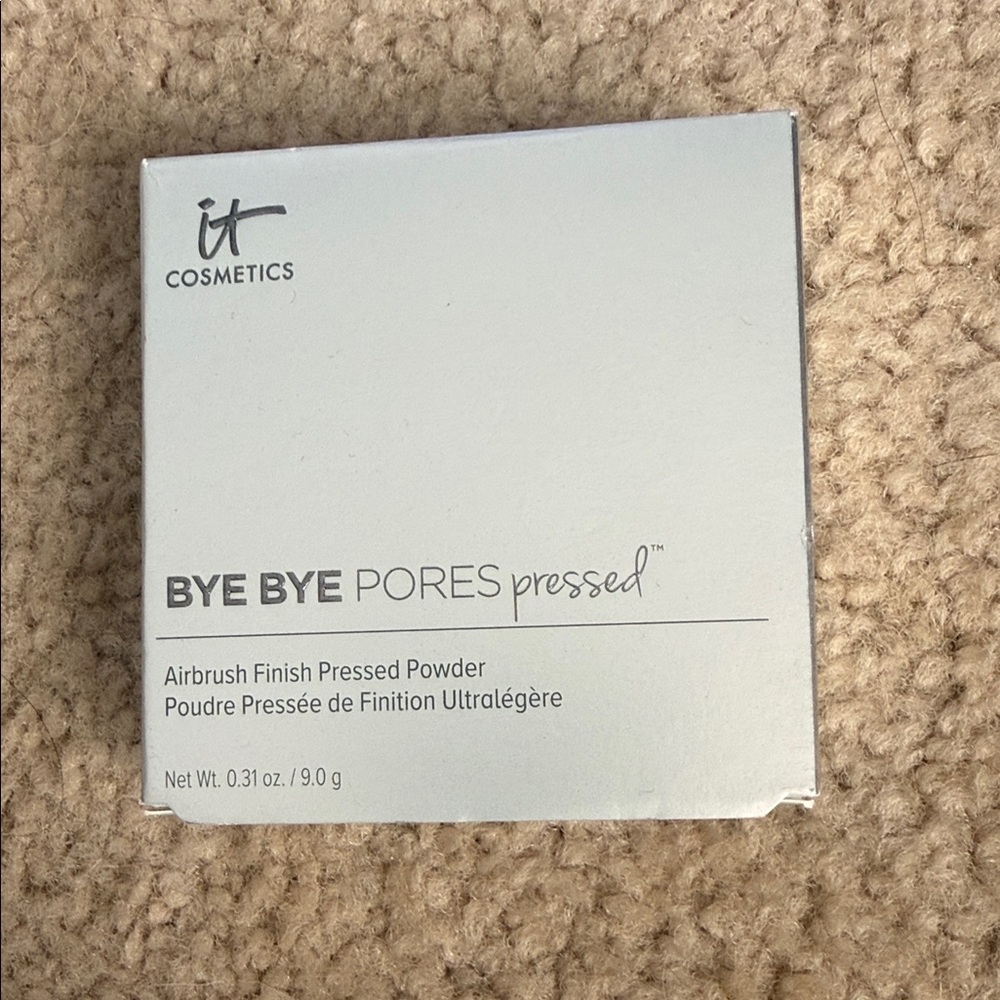 it
COSMETICS
BYE BYE PORES pressed™
Airbrush Finish Pressed Powder
Poudre Pressée de Finition Ultralégère
Net Wt. 0.31 oz. / 9.0 g